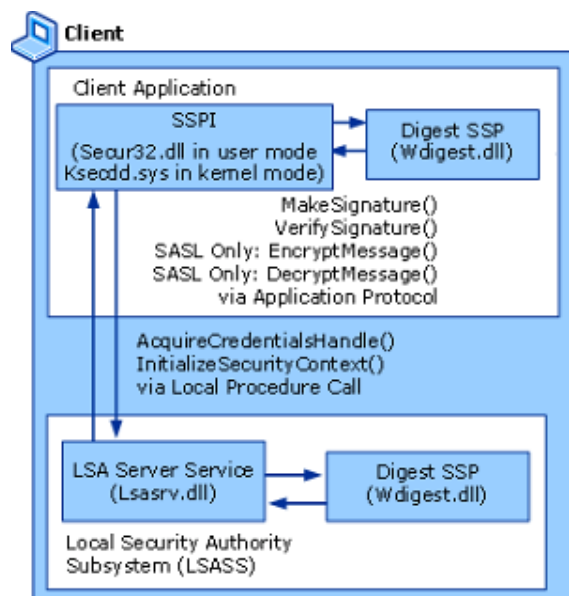 Client
Client Application
SSPI
(Secur32.dll in user mode
Ksecdd.sys in kernel mode)
Digest SSP
(Wdigest.dll)
MakeSignature()
VerifySignature()
SASL Only: EncryptMessage()
SASL Only: DecryptMessage()
via Application Protocol
AcquireCredentialsHandle()
InitializeSecurityContext()
via Local Procedure Call
LSA Server Service
(Lsasrv.dll)
Digest SSP
(Wdigest.dll)
Local Security Authority
Subsystem (LSASS)